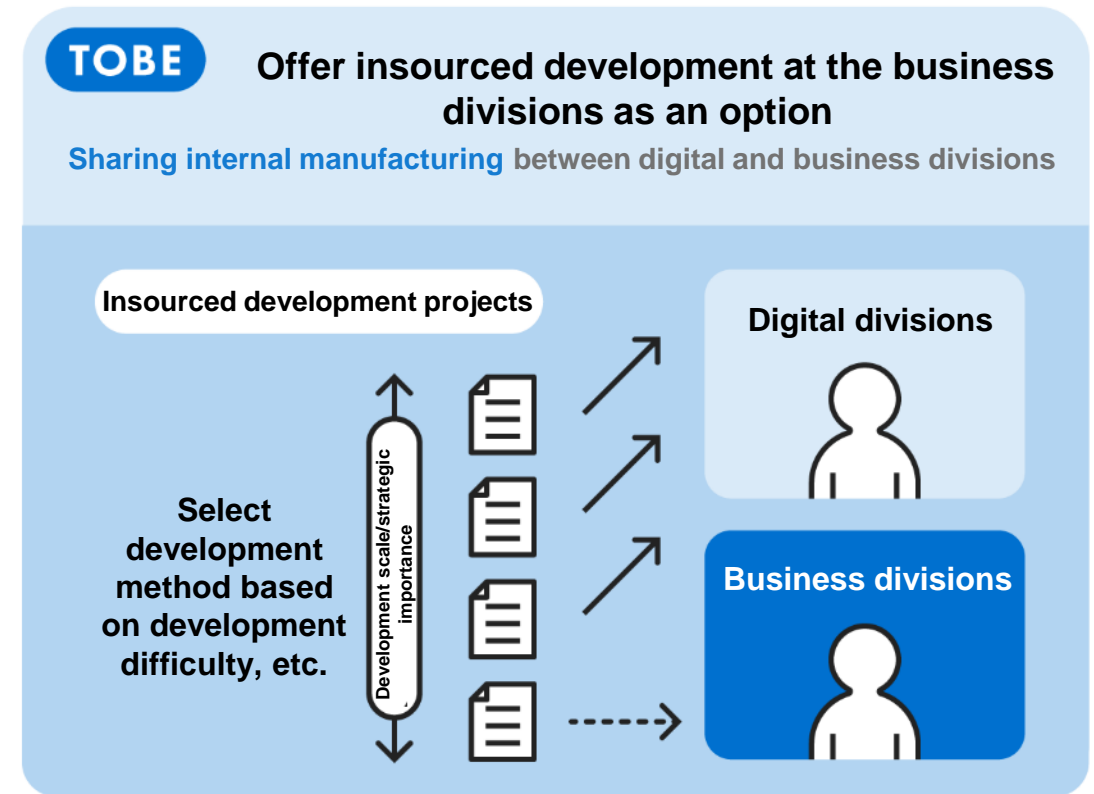 TOBE
Offer insourced development at the business
divisions as an option
Sharing internal manufacturing between digital and business divisions
Insourced development projects
Select
development
method based
on development
difficulty, etc.
Development scale/strategic
importance
Digital divisions
Business divisions